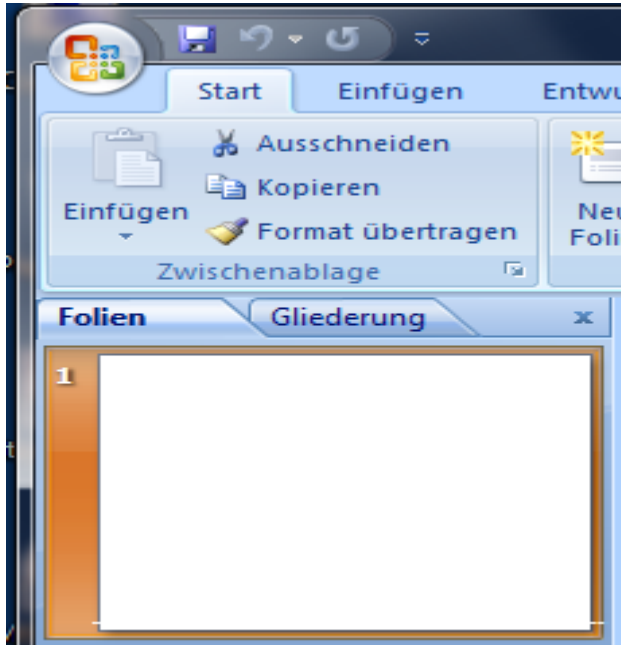 Start Einfügen
Ausschneiden
Kopieren
Einfügen
Format übertragen
Zwischenablage
Folien Gliederung
1